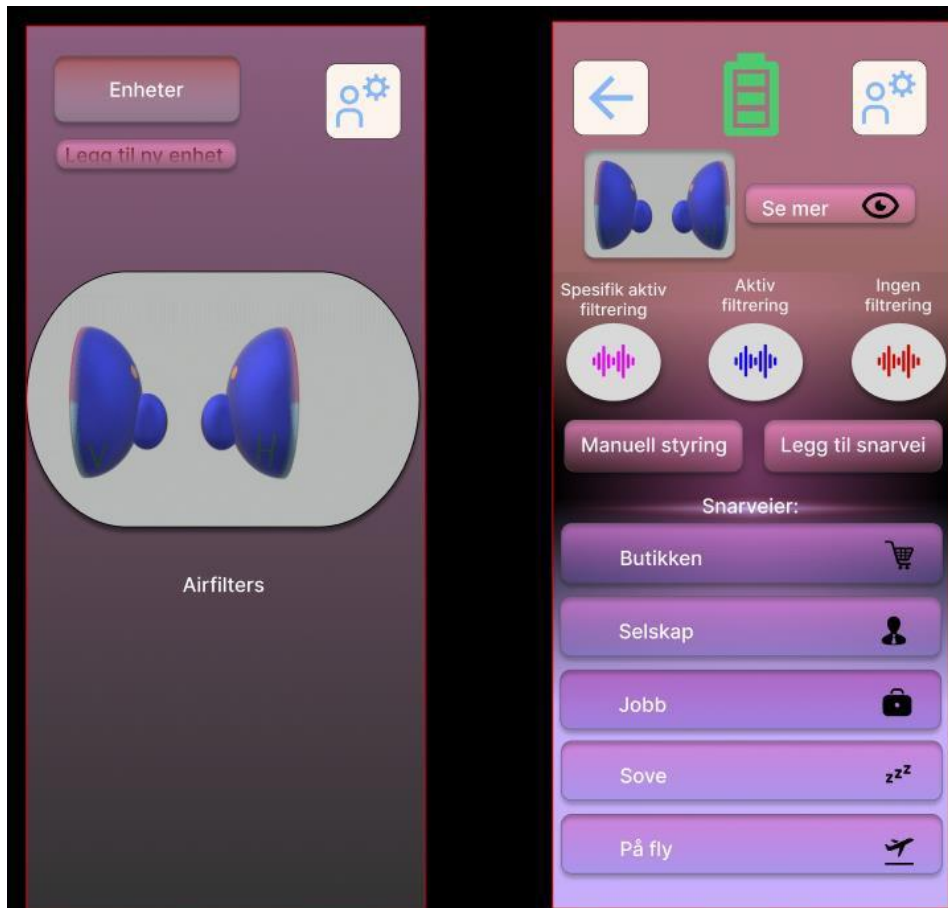 Enheter
Legg til ny enhet
V
H
Airfilters
Se mer
Spesifik aktiv
filtrering
Aktiv
filtrering
Ingen
filtrering
Manuell styring
Legg til snarvei
Snarveier:
Butikken
Selskap
Jobb
Sove
zzz
På fly